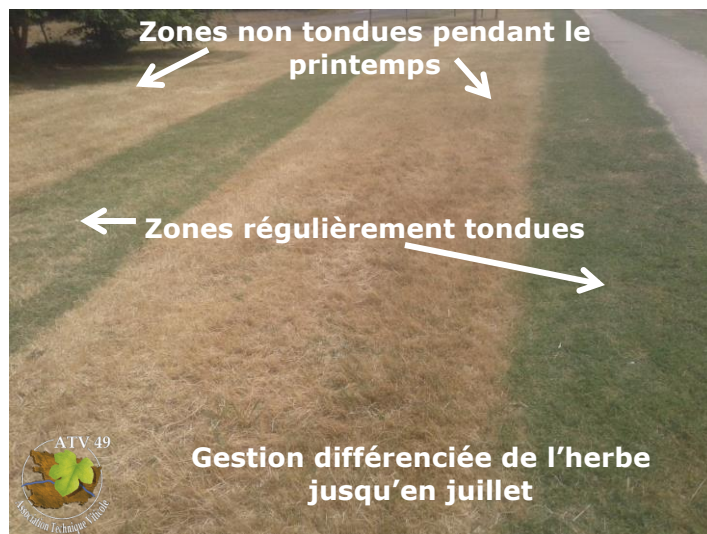 Zones non tondues pendant le
printemps
Zones régulièrement tondues
Gestion différenciée de l’herbe
jusqu’en juillet
ATV 49
Association Technique Viticole